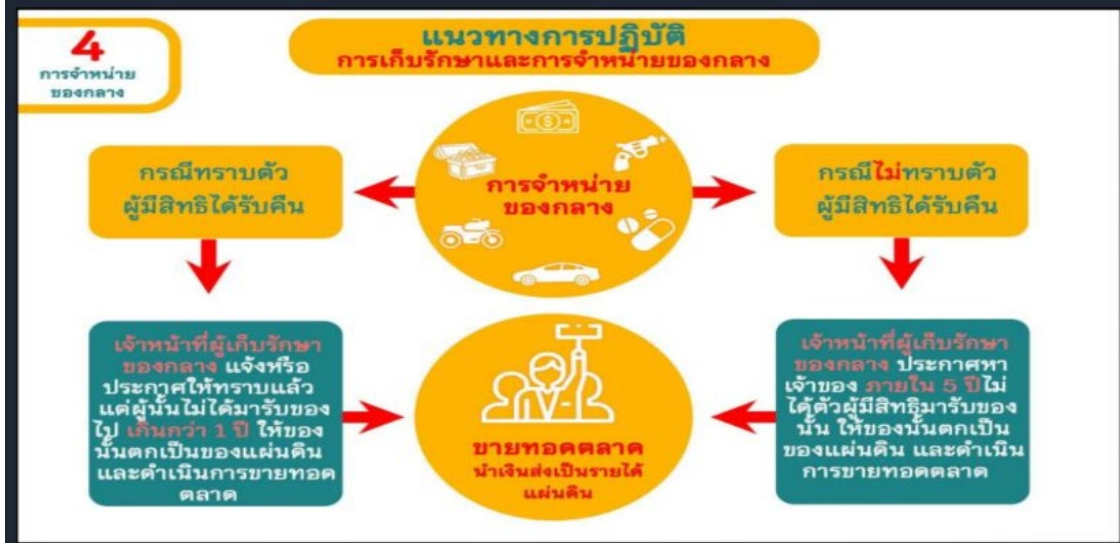 4
การจำหน่าย
ของกลาง
แนวทางการปฏิบัติ
การเก็บรักษาและการจำหน่ายของกลาง
การจำหน่าย
ของกลาง
กรณีทราบตัว
ผู้มีสิทธิได้รับคืน
กรณีไม่ทราบตัว
ผู้มีสิทธิได้รับคืน
เจ้าหน้าที่ผู้เก็บรักษา
ของกลาง แจ้งหรือ
ประกาศให้ทราบแล้ว
แต่ผู้นั้นไม่ได้มารับของ
ไป เกินกว่า 1 ปี ให้ของ
นั้นตกเป็นของแผ่นดิน
และดำเนินการขายทอด
ตลาด
ขายทอดตลาด
นำเงินส่งเป็นรายได้
แผ่นดิน
เจ้าหน้าที่ผู้เก็บรักษา
ของกลาง ประกาศหา
เจ้าของ ภายใน 5 ปีไม่
ได้ตัวผู้มีสิทธิมารับของ
นั้น ให้ของนั้นตกเป็น
ของแผ่นดิน และดำเนิน
การขายทอดตลาด